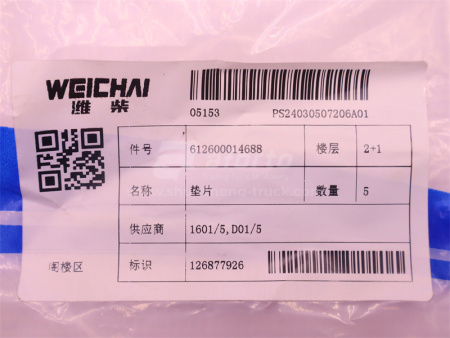 WEICHAI
潍柴
05153 PS24030507206A01
件号 612600014688 楼层 2+1
名称 垫片 数量 5
供应商 1601/5,D01/5
阁楼区 标识 126877926